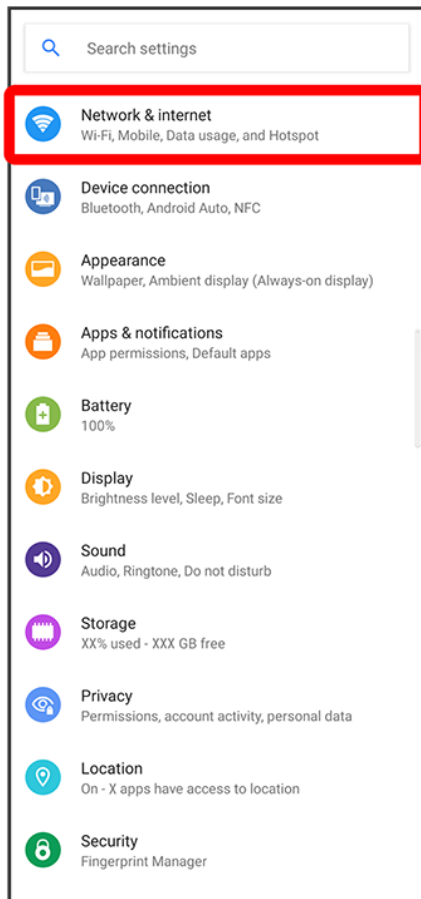 Search settings
Network & internet
Wi-Fi, Mobile, Data usage, and Hotspot
Device connection
Bluetooth, Android Auto, NFC
Appearance
Wallpaper, Ambient display (Always-on display)
Apps & notifications
App permissions, Default apps
Battery
100%
Display
Brightness level, Sleep, Font size
Sound
Audio, Ringtone, Do not disturb
Storage
XX% used - XXX GB free
Privacy
Permissions, account activity, personal data
Location
On - X apps have access to location
Security
Fingerprint Manager